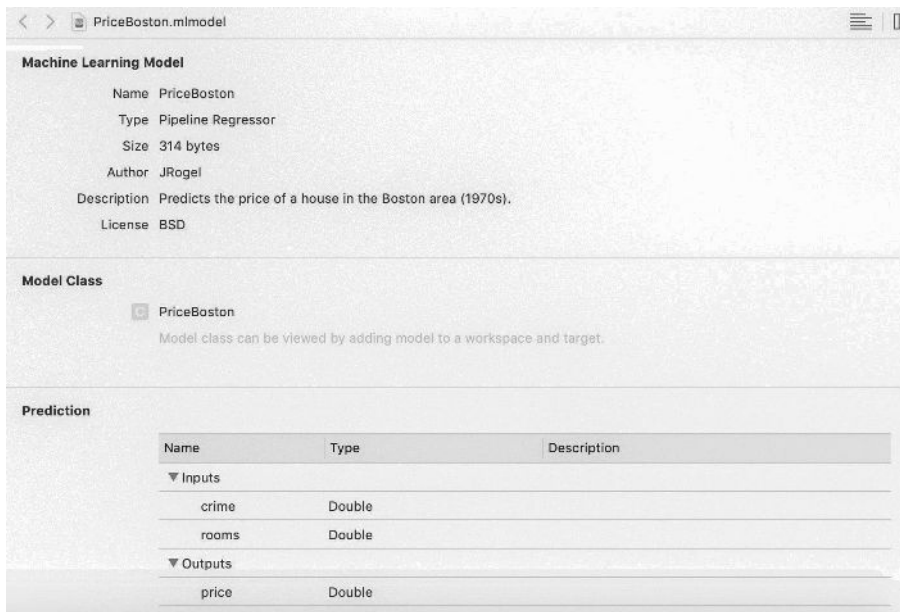 PriceBoston.mlmodel
Machine Learning Model
Name PriceBoston
Type Pipeline Regressor
Size 314 bytes
Author JRogel
Description Predicts the price of a house in the Boston area (1970s).
License BSD
Model Class
C PriceBoston
Model class can be viewed by adding model to a workspace and target.
Prediction
Name Type Description
Inputs
crime Double
rooms Double
Outputs
price Double